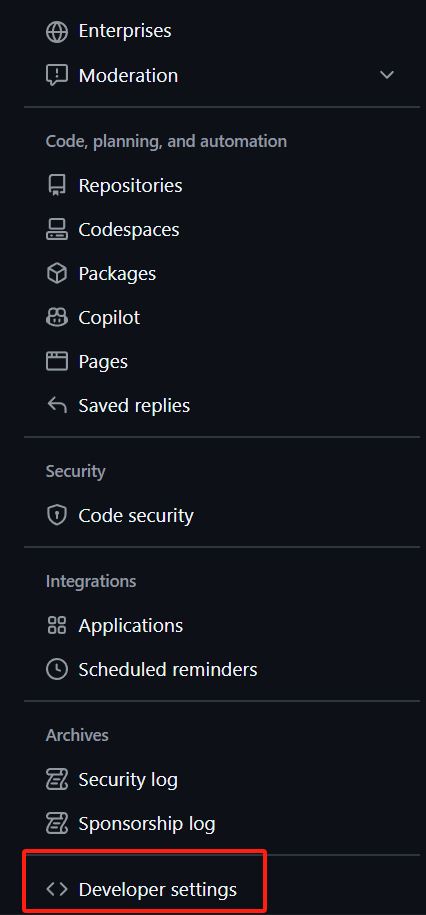 Enterprises
Moderation
Code, planning, and automation
Repositories
Codespaces
Packages
Copilot
Pages
Saved replies
Security
Code security
Integrations
Applications
Scheduled reminders
Archives
Security log
Sponsorship log
Developer settings